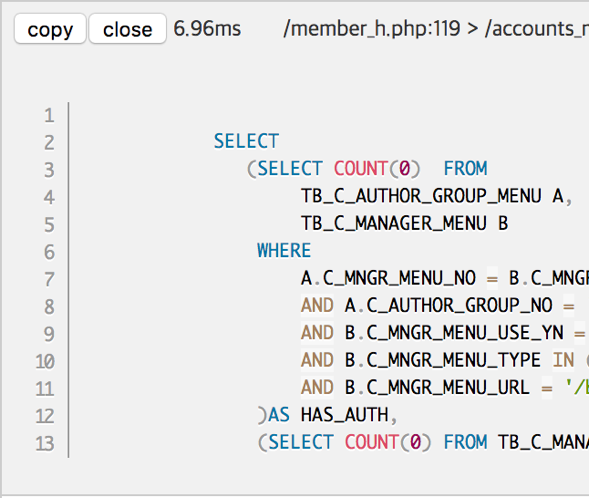 copy close 6.96ms /member_h.php:119 > /accounts_
1
2 SELECT
3 (SELECT COUNT(0) FROM
4 TB_C_AUTHOR_GROUP_MENU A,
5 TB_C_MANAGER_MENU B
6 WHERE
7 A.C_MNGR_MENU_NO = B.C_MNGR
8 AND A.C_AUTHOR_GROUP_NO =
9 AND B.C_MNGR_MENU_USE_YN =
10 AND B.C_MNGR_MENU_TYPE IN (
11 AND B.C_MNGR_MENU_URL = '/
12 )AS HAS_AUTH,
13 (SELECT COUNT(0) FROM TB_C_MANA